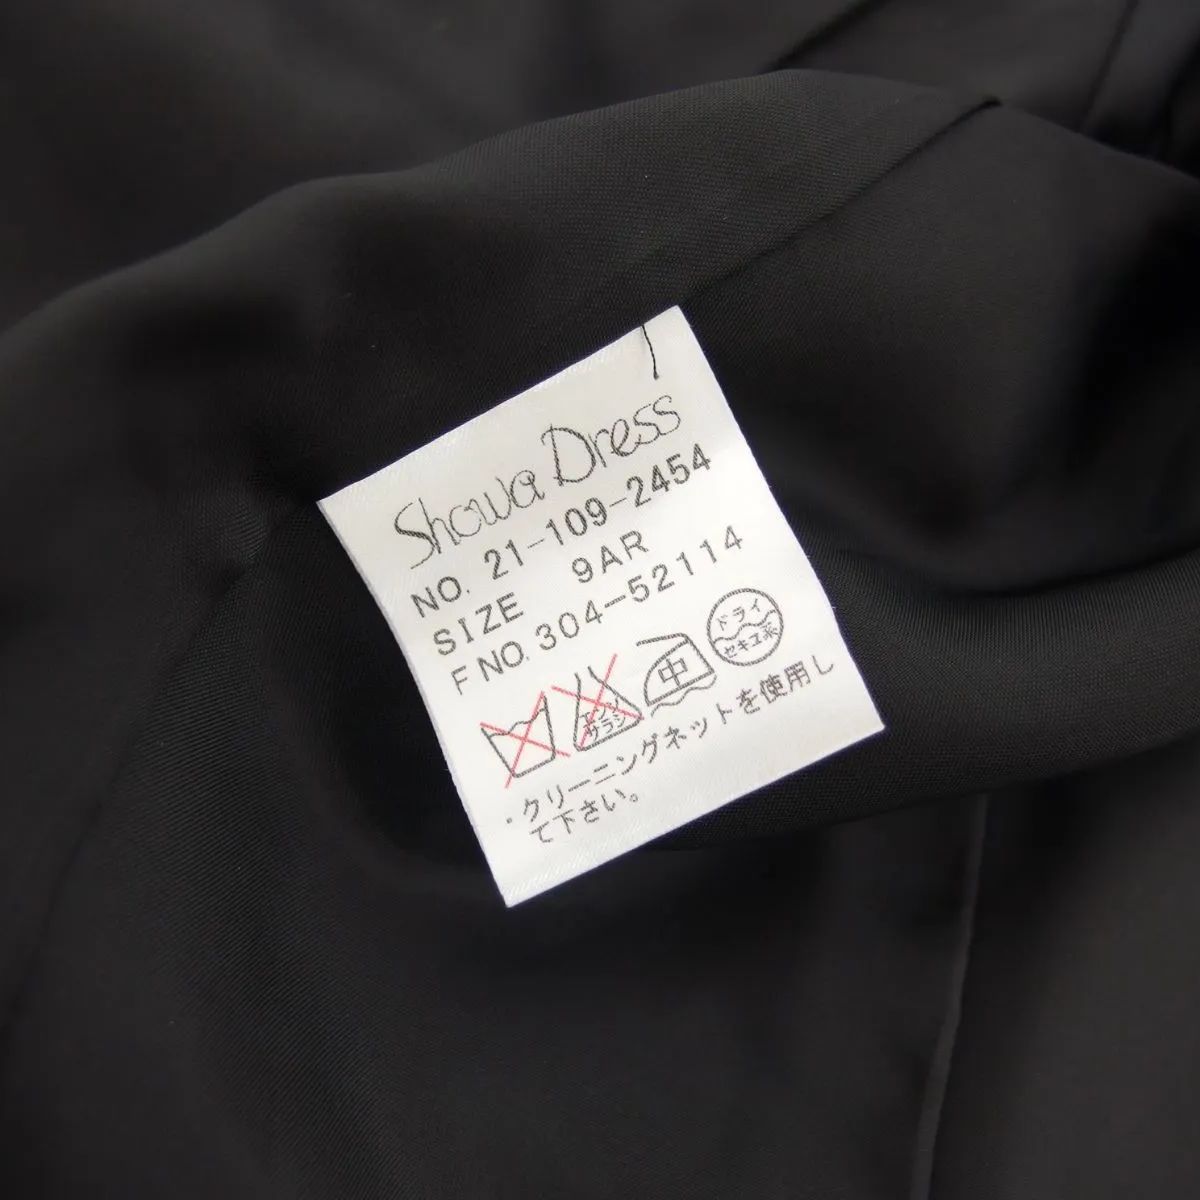 Showa Dress
NO. 21-109-2454
SIZE 9AR
F NO. 304-52114
エンソ
サラシ
中
ドライ
セキユ系
・クリーニングネットを使用し
て下さい。